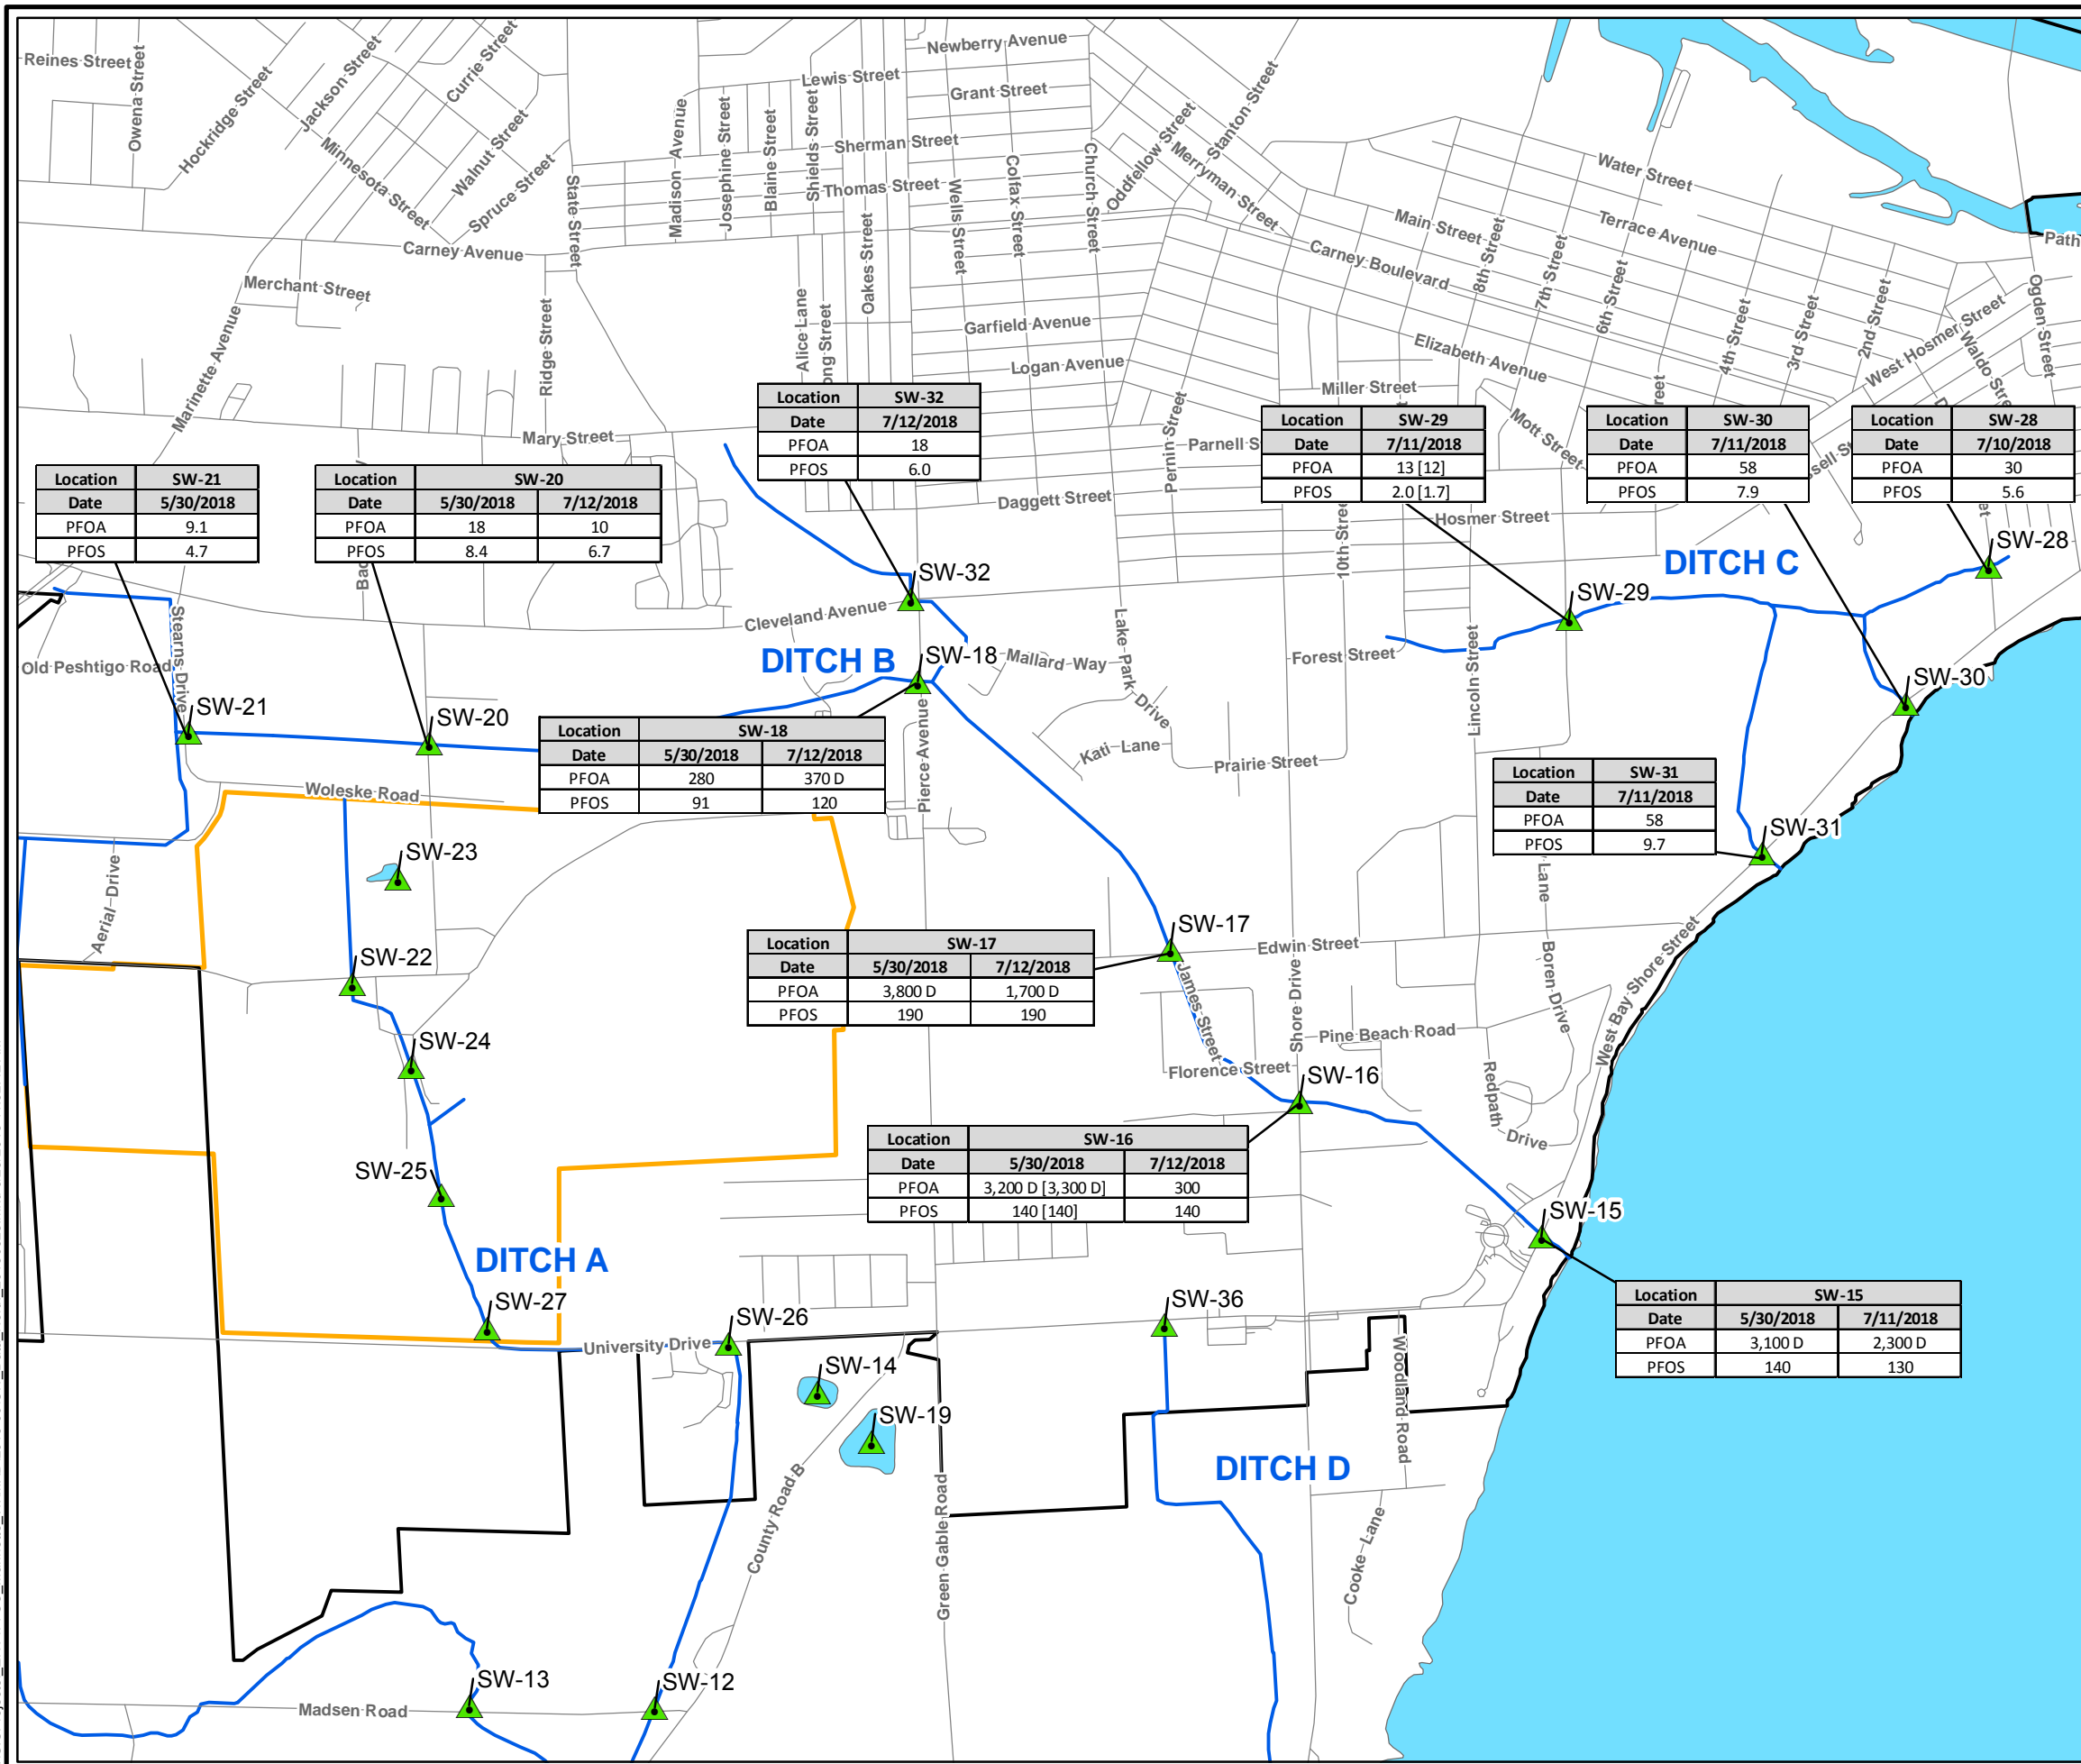 Reines Street
Owena Street
Hockridge Street
Jackson Street
Currie Street
Minnesota Street
Walnut Street
Spruce Street
State Street
Carney Avenue
Merchant Street
Marinette Avenue
Ridge Street
Mary Street
Madison Avenue
Josephine Street
Blaine Street
Shields Street
Lewis Street
Newberry Avenue
Grant Street
Sherman Street
Thomas Street
Oakes Street
Wells Street
Colfax Street
Church Street
Oddfellow Street
Stanton Street
Merryman Street
Alice Lane
Garfield Avenue
Logan Avenue
Carney Boulevard
Main Street
Water Street
Terrace Avenue
8th Street
7th Street
6th Street
4th Street
3rd Street
2nd Street
Elizabeth Avenue
Miller Street
Mott Street
West Hosmer Street
Ogden Street
Path
Pernin Street
Daggett Street
Hosmer Street
10th Street
Location SW-32
Date 7/12/2018
PFOA 18
PFOS 6.0
Location SW-29
Date 7/11/2018
PFOA 13 [12]
PFOS 2.0 [1.7]
Location SW-30
Date 7/11/2018
PFOA 58
PFOS 7.9
Location SW-28
Date 7/10/2018
PFOA 30
PFOS 5.6
Location SW-21
Date 5/30/2018
PFOA 9.1
PFOS 4.7
Location SW-20
Date 5/30/2018 7/12/2018
PFOA 18 10
PFOS 8.4 6.7
SW-32
SW-28
DITCH C
SW-29
Cleveland Avenue
DITCH B
SW-18
Mallard Way
Lake Park Drive
Forest Street
Lincoln Street
SW-30
Old Peshtigo Road
Stearns Drive
SW-21
SW-20
Woleske Road
Pierce Avenue
Kati Lane
Prairie Street
Location SW-18
Date 5/30/2018 7/12/2018
PFOA 280 370 D
PFOS 91 120
Location SW-31
Date 7/11/2018
PFOA 58
PFOS 9.7
SW-31
SW-23
Aerial Drive
SW-22
SW-17
Edwin Street
Location SW-17
Date 5/30/2018 7/12/2018
PFOA 3,800 D 1,700 D
PFOS 190 190
James Street
Shore Drive
Boren Drive
Lane
West Bay Shore Street
Pine Beach Road
Florence Street
Redpath Drive
SW-24
SW-16
SW-25
Location SW-16
Date 5/30/2018 7/12/2018
PFOA 3,200 D [3,300 D] 300
PFOS 140 [140] 140
SW-15
DITCH A
SW-27
SW-26
SW-36
University Drive
Location SW-15
Date 5/30/2018 7/11/2018
PFOA 3,100 D 2,300 D
PFOS 140 130
SW-14
SW-19
Woodland Road
DITCH D
County Road B
Green Gable Road
Cooke Lane
SW-13
SW-12
Madsen Road